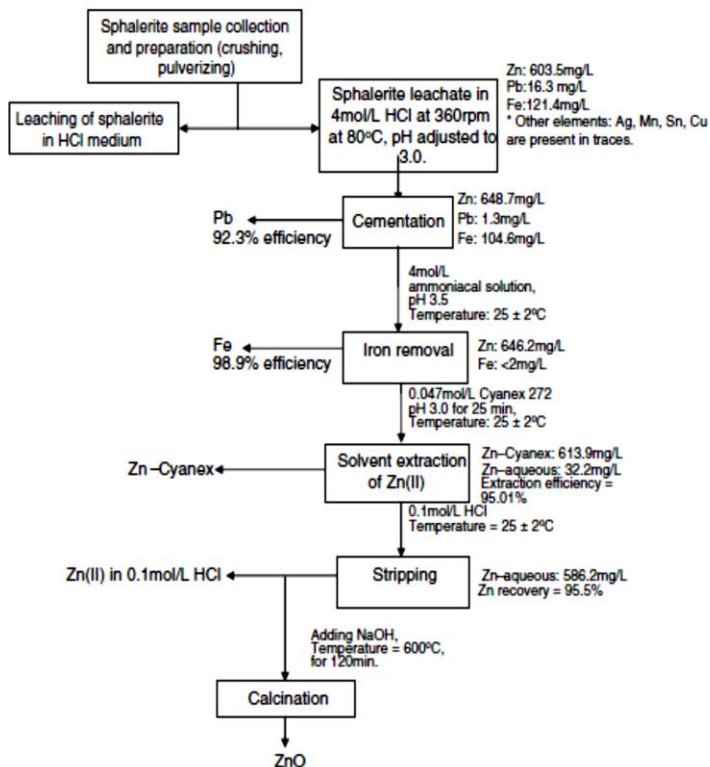 Sphalerite sample collection
and preparation (crushing,
pulverizing)
Leaching of sphalerite
in HCl medium
Sphalerite leachate in
4mol/L HCl at 360rpm
at 80°C, pH adjusted to
3.0.
Zn: 603.5mg/L
Pb:16.3 mg/L
Fe:121.4mg/L
* Other elements: Ag, Mn, Sn, Cu
are present in traces.
Pb
92.3% efficiency
Cementation
Zn: 648.7mg/L
Pb: 1.3mg/L
Fe: 104.6mg/L
4mol/L
ammoniacal solution,
pH 3.5
Temperature: 25 ± 2°C
Fe
98.9% efficiency
Iron removal
Zn: 646.2mg/L
Fe: <2mg/L
0.047mol/L Cyanex 272
pH 3.0 for 25 min,
Temperature: 25 ± 2°C
Zn–Cyanex
Solvent extraction
of Zn(II)
Zn–Cyanex: 613.9mg/L
Zn–aqueous: 32.2mg/L
Extraction efficiency =
95.01%
0.1mol/L HCl
Temperature = 25 ± 2°C
Zn(II) in 0.1mol/L HCl
Stripping
Zn–aqueous: 586.2mg/L
Zn recovery = 95.5%
Adding NaOH,
Temperature = 600°C,
for 120min.
Calcination
ZnO